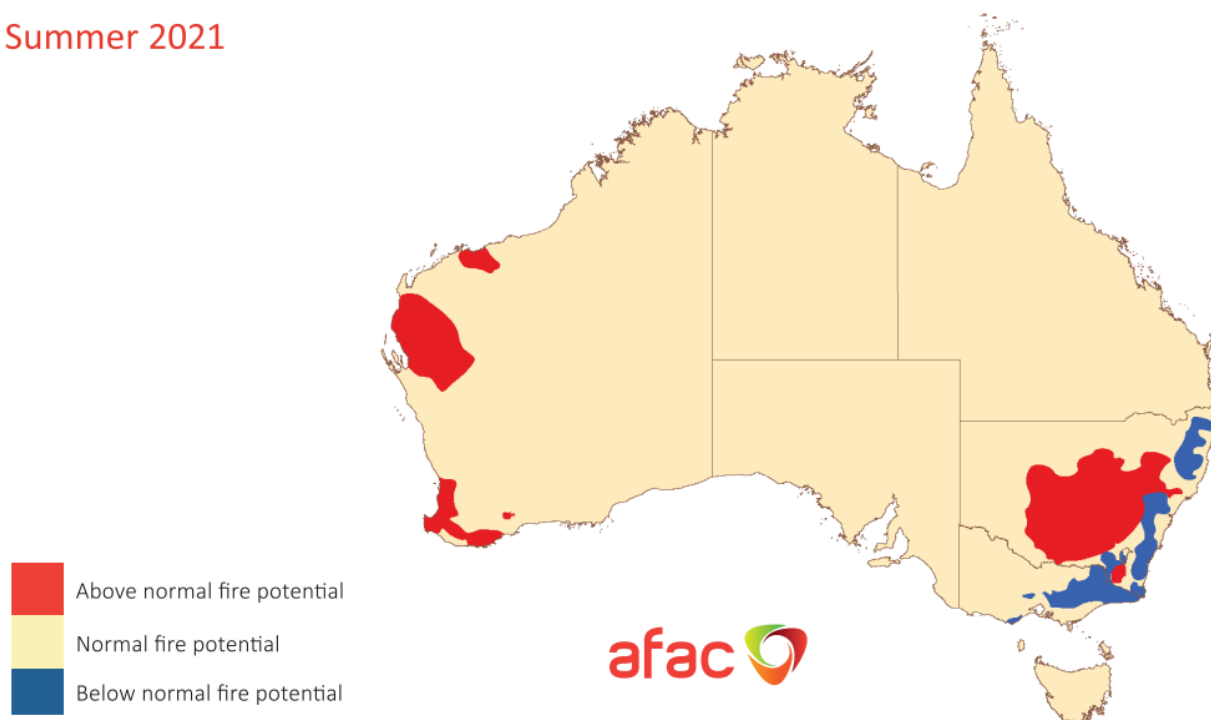 Summer 2021
Above normal fire potential
Normal fire potential
Below normal fire potential
afac